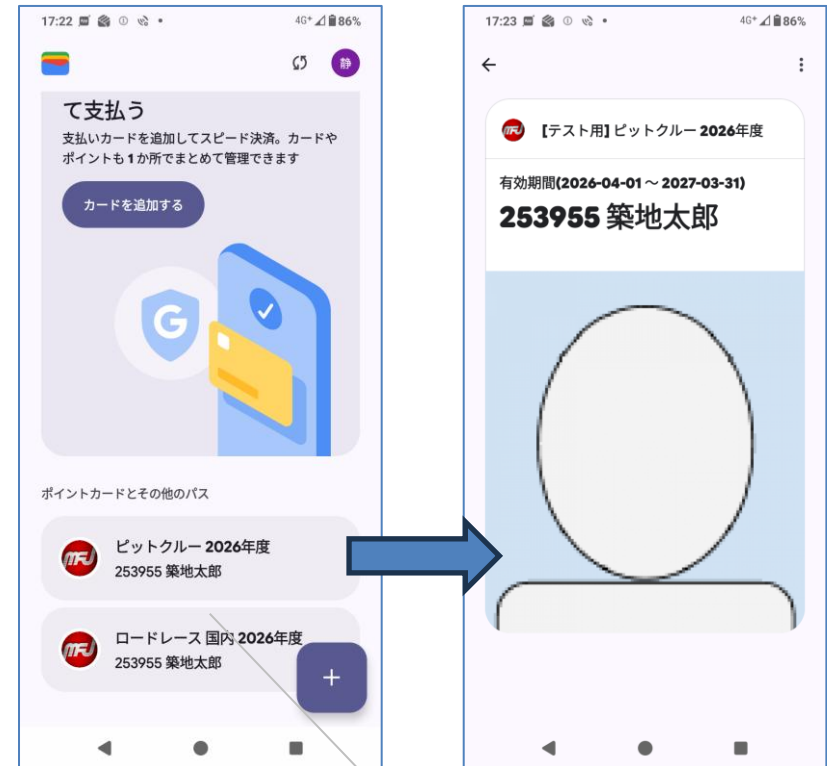 17:22
4G+ 86%
静
て支払う
支払いカードを追加してスピード決済。カードや
ポイントも1か所でまとめて管理できます
カードを追加する
G
ポイントカードとその他のパス
MFJ
ピットクルー 2026年度
253955 築地太郎
MFJ
ロードレース 国内 2026年度
253955 築地太郎
17:23
4G+ 86%
MFJ
【テスト用】ピットクルー 2026年度
有効期間(2026-04-01 ～ 2027-03-31)
253955 築地太郎